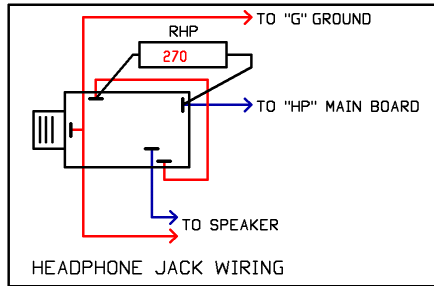 TO "G" GROUND
RHP
270
TO "HP" MAIN BOARD
TO SPEAKER
HEADPHONE JACK WIRING